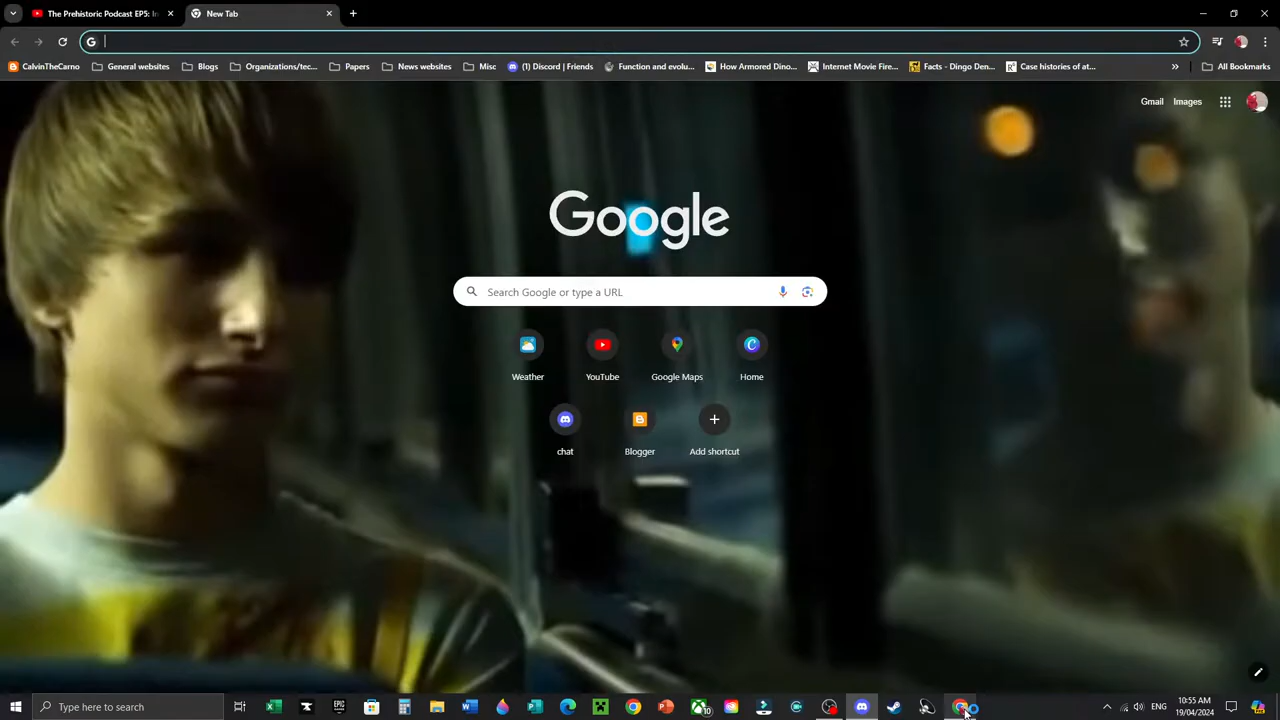 The Prehistoric Podcast EP5: In
New Tab
CalvinTheCarno
General websites
Blogs
Organizations/tec...
Papers
News websites
Misc
(1) Discord | Friends
Function and evolu...
How Armored Dino...
Internet Movie Fire...
Facts - Dingo Den...
Case histories of at...
»
All Bookmarks
Gmail
Images
Google
Search Google or type a URL
Weather
YouTube
Google Maps
Home
chat
Blogger
Add shortcut
Type here to search
10
ENG
10:55 AM
19/04/2024